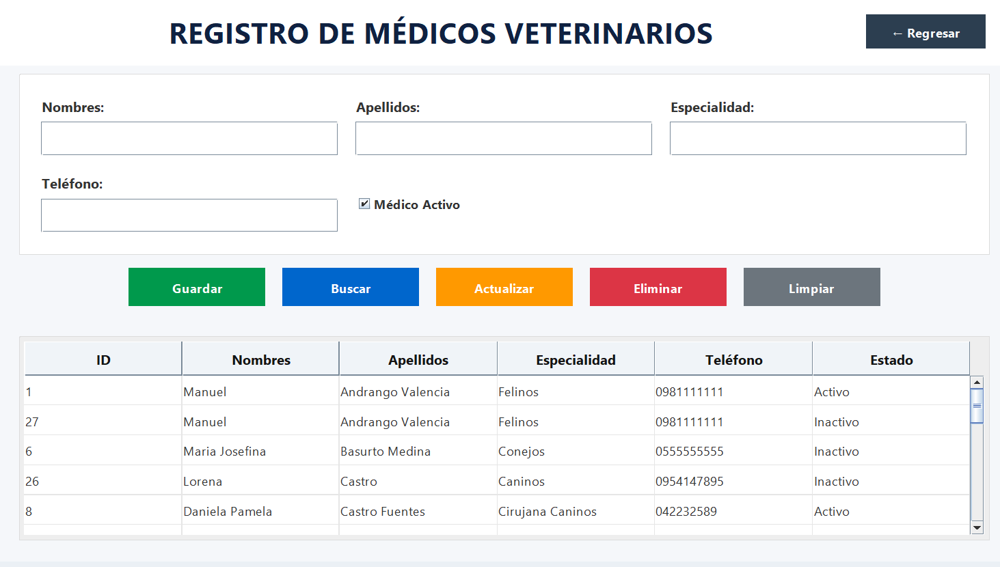 REGISTRO DE MÉDICOS VETERINARIOS
← Regresar
Nombres: Apellidos: Especialidad:
Teléfono:
Médico Activo
Guardar Buscar Actualizar Eliminar Limpiar
ID Nombres Apellidos Especialidad Teléfono Estado
1 Manuel Andrango Valencia Felinos 0981111111 Activo
27 Manuel Andrango Valencia Felinos 0981111111 Inactivo
6 Maria Josefina Basurto Medina Conejos 0555555555 Inactivo
26 Lorena Castro Caninos 0954147895 Inactivo
8 Daniela Pamela Castro Fuentes Cirujana Caninos 042232589 Activo